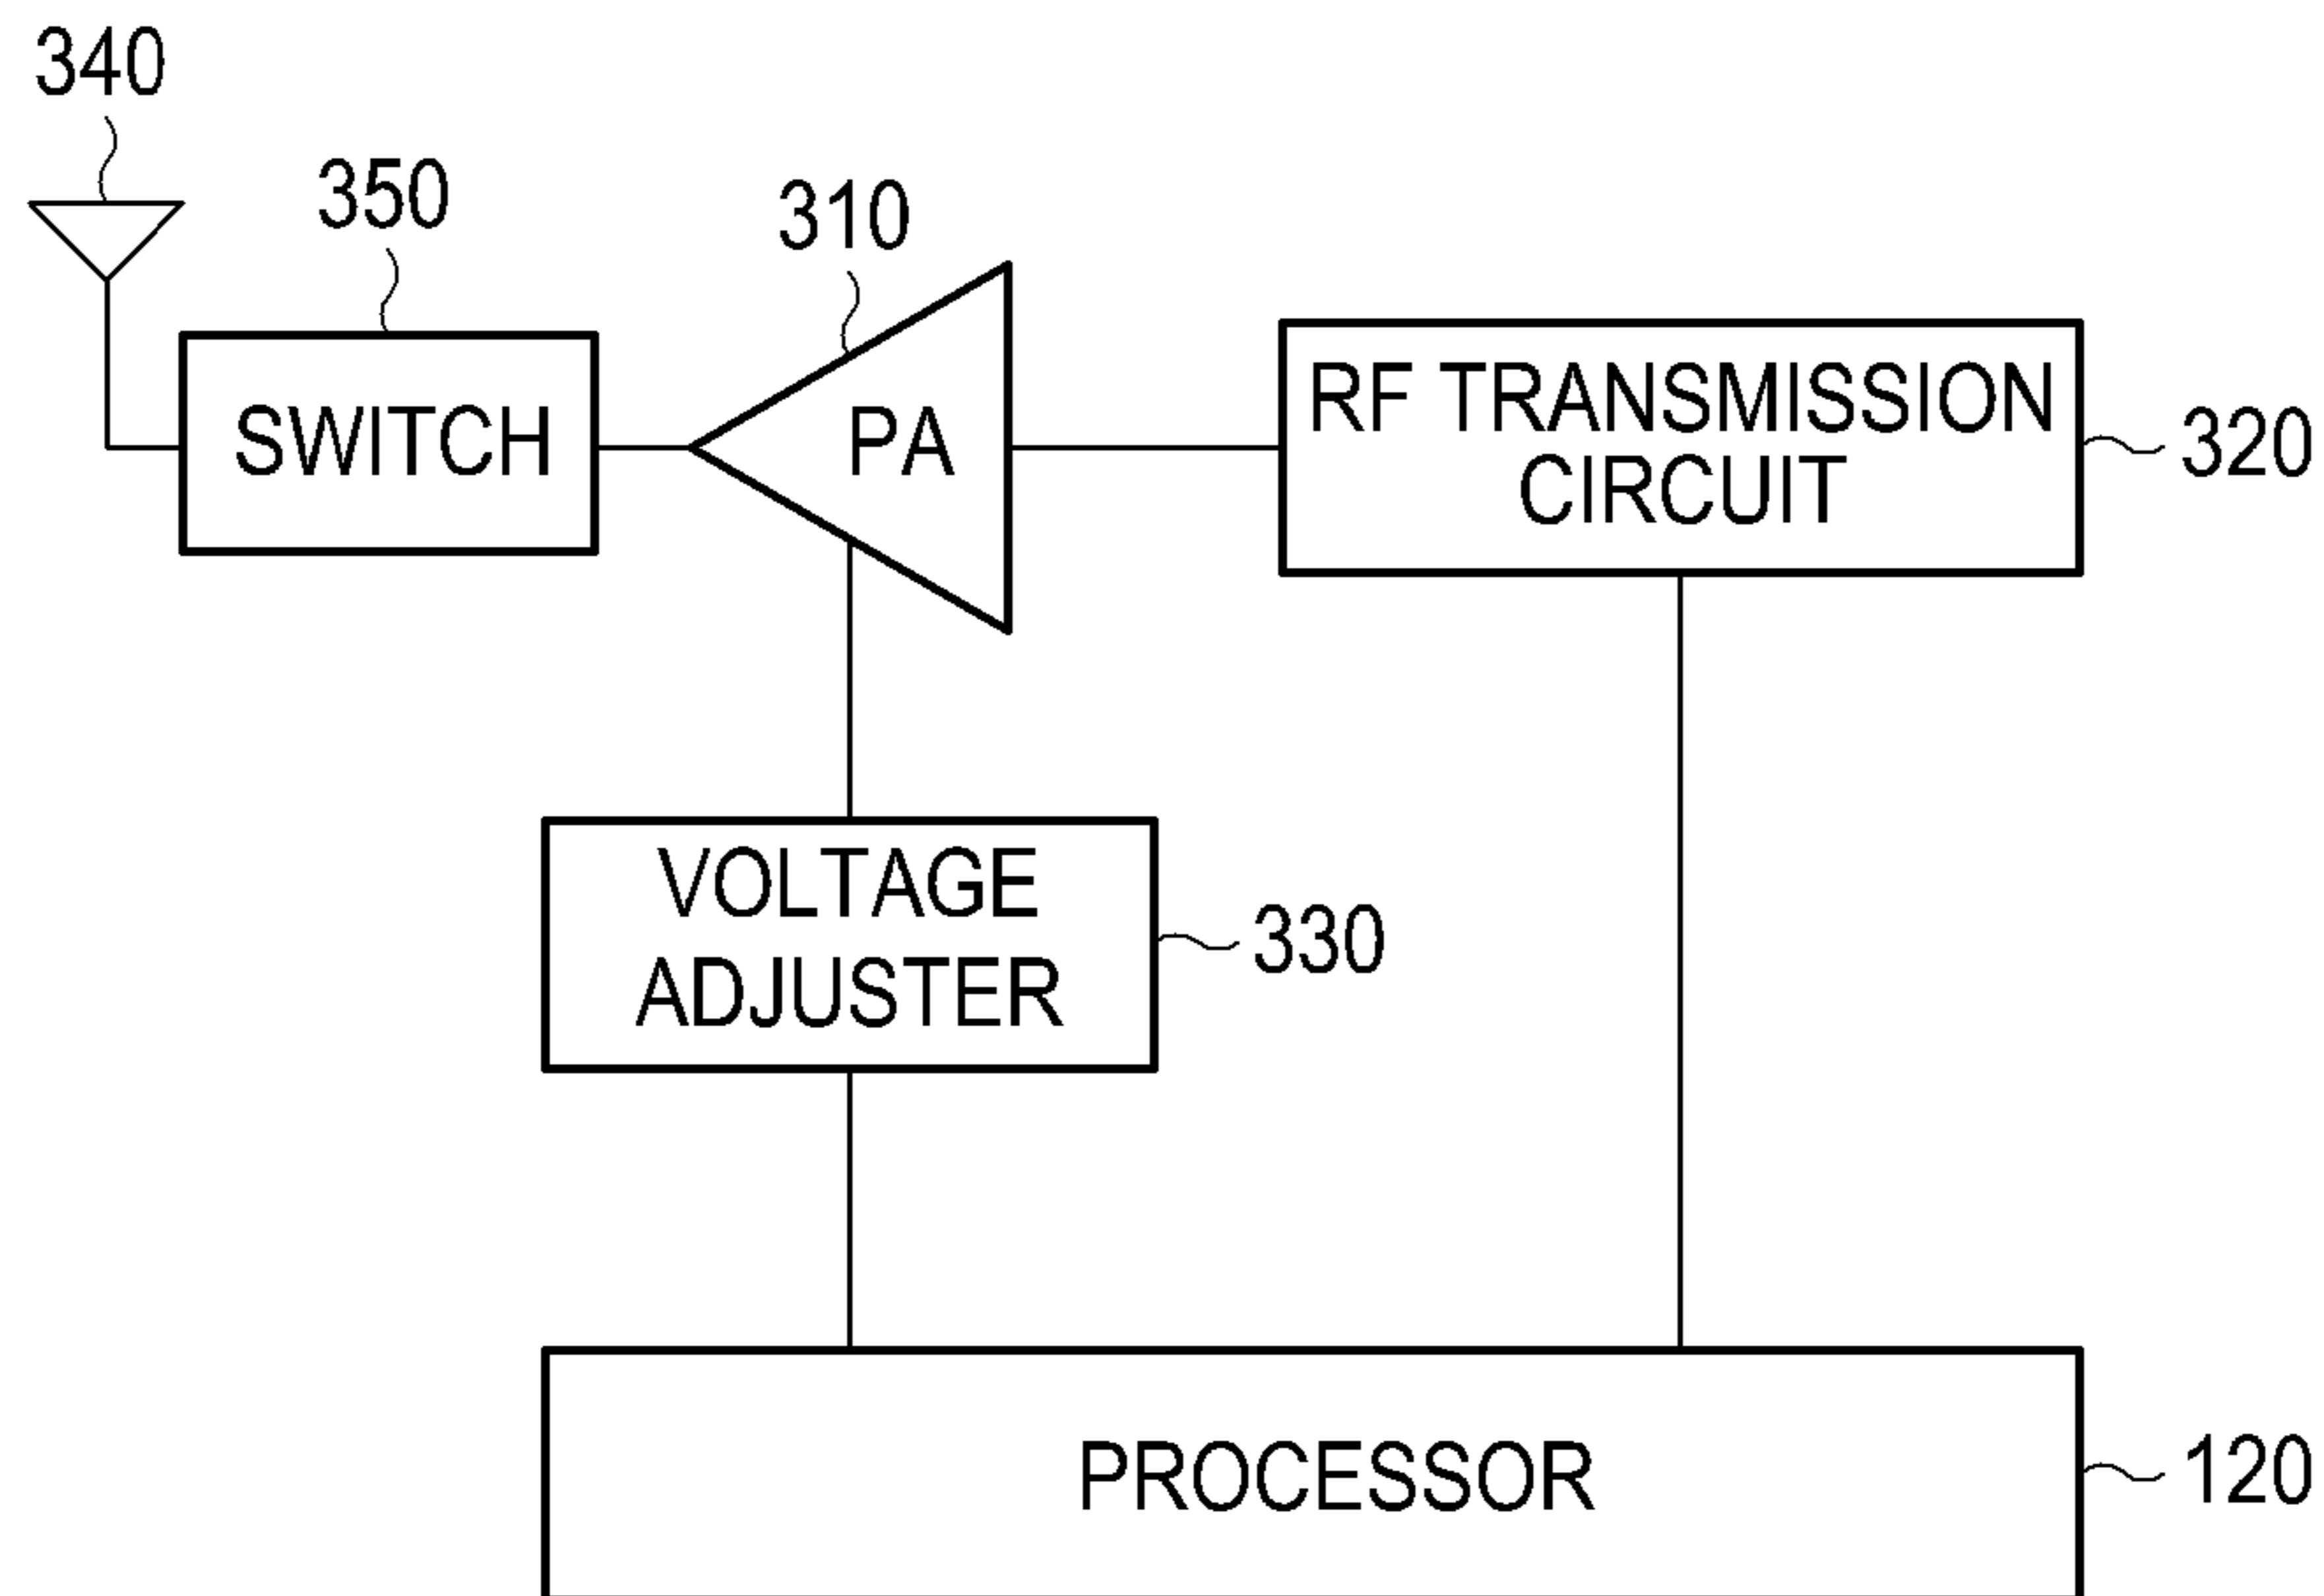 340
350
310
SWITCH
PA
RF TRANSMISSION
CIRCUIT
320
VOLTAGE
ADJUSTER
330
PROCESSOR
120